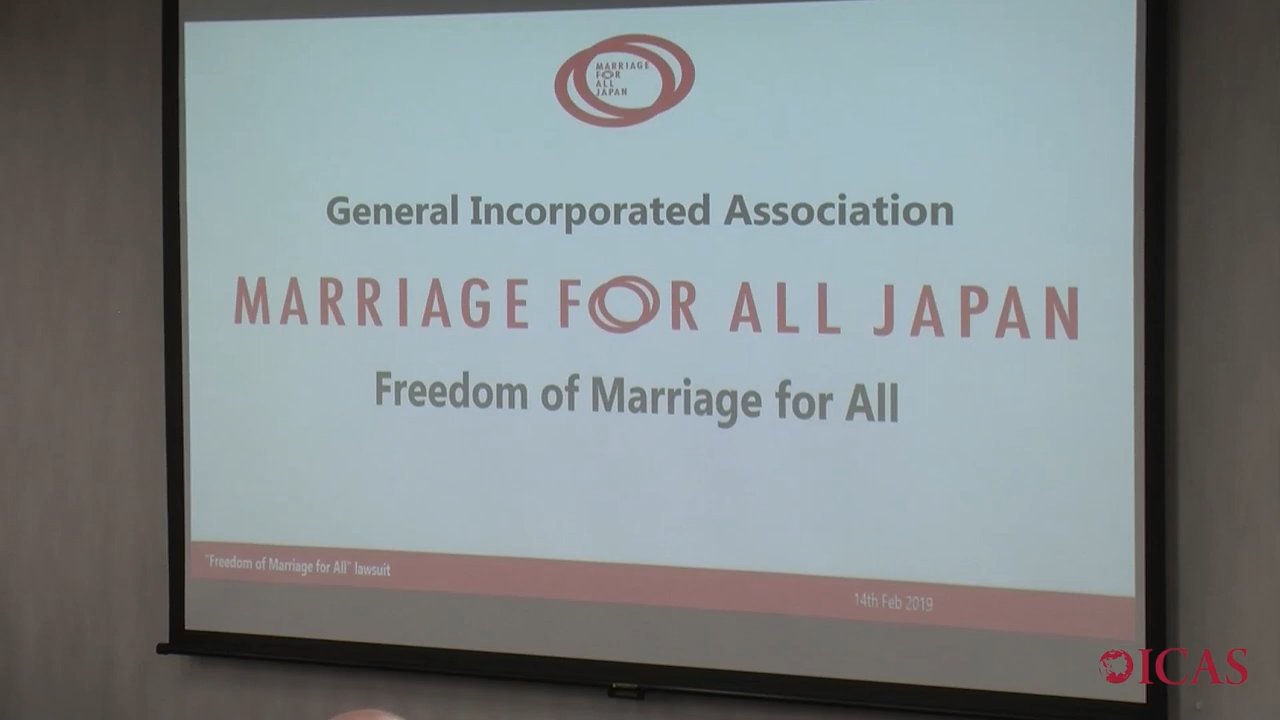 MARRIAGE
FOR
ALL
JAPAN
General Incorporated Association
MARRIAGE FOR ALL JAPAN
Freedom of Marriage for All
"Freedom of Marriage for All" lawsuit
14th Feb 2019
ICAS